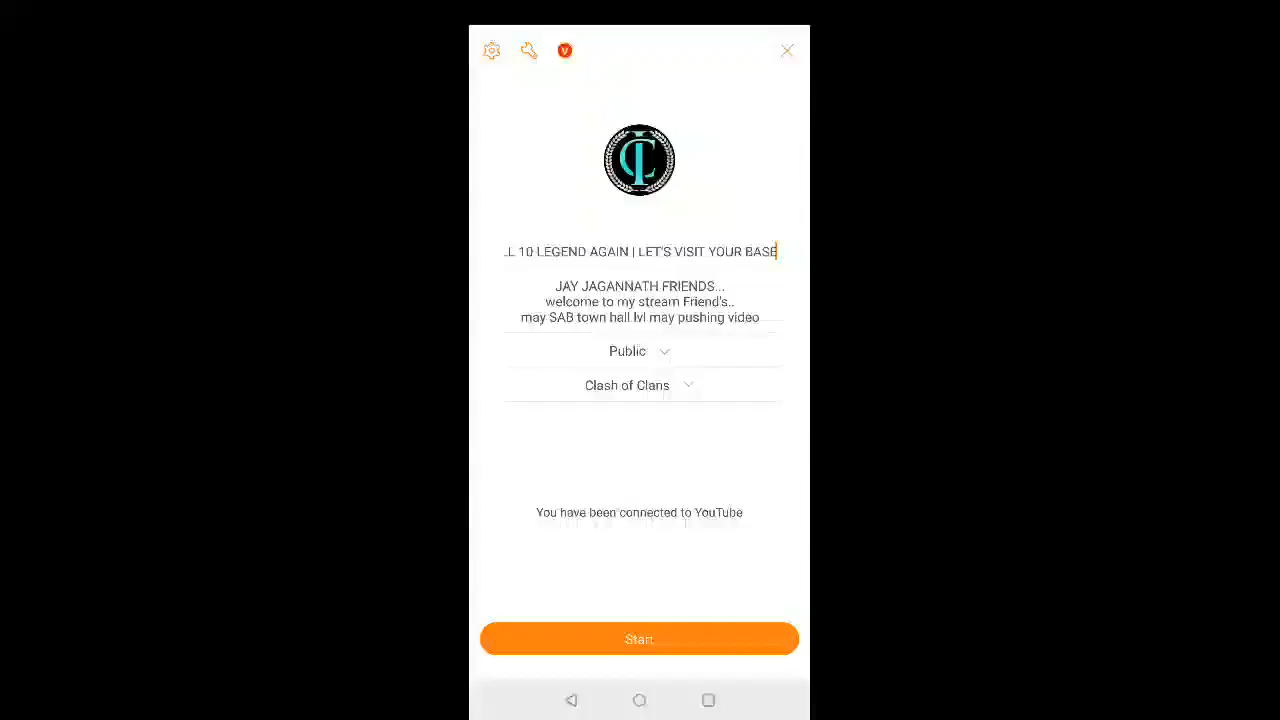 LL 10 LEGEND AGAIN | LET'S VISIT YOUR BASE
JAY JAGANNATH FRIENDS...
welcome to my stream Friend's..
may SAB town hall lvl may pushing video
Public
Clash of Clans
You have been connected to YouTube
Start